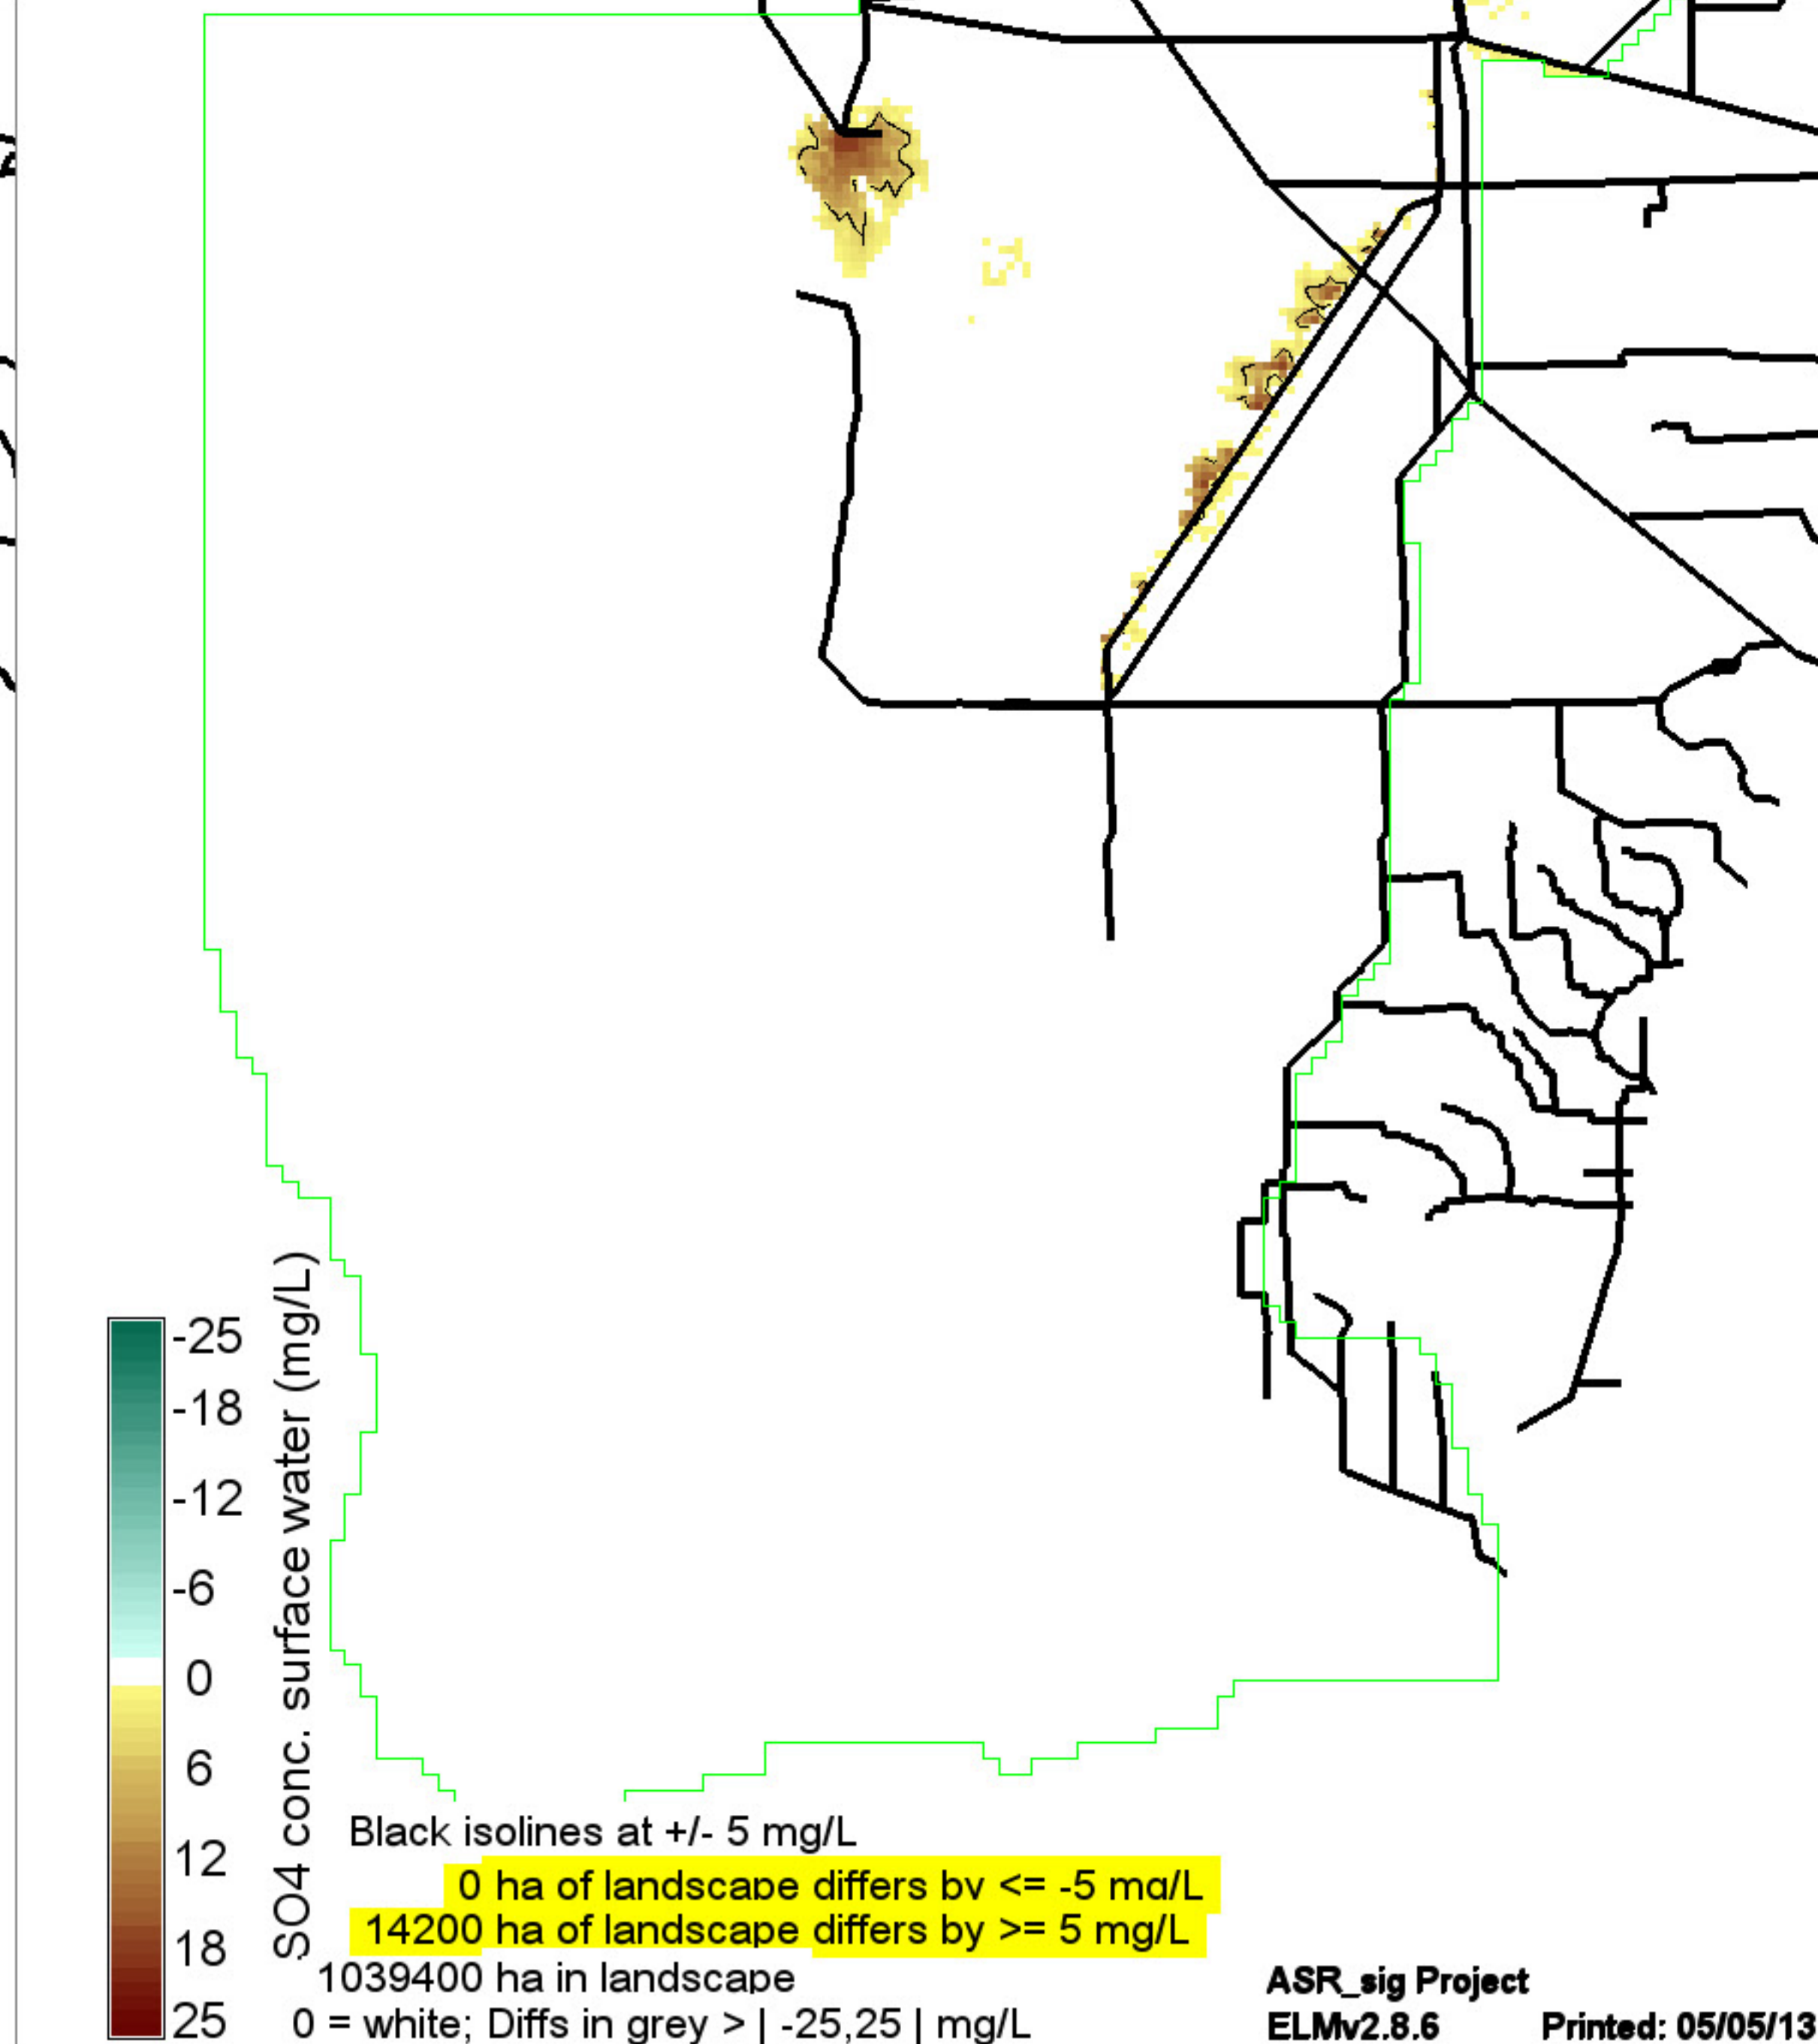 -25
-18
-12
-6
0
6
12
18
25
SO4 conc. surface water (mg/L)
Black isolines at +/- 5 mg/L
0 ha of landscape differs by <= -5 mg/L
14200 ha of landscape differs by >= 5 mg/L
1039400 ha in landscape
0 = white; Diffs in grey > | -25,25 | mg/L
ASR_sig Project
ELMv2.8.6 Printed: 05/05/13